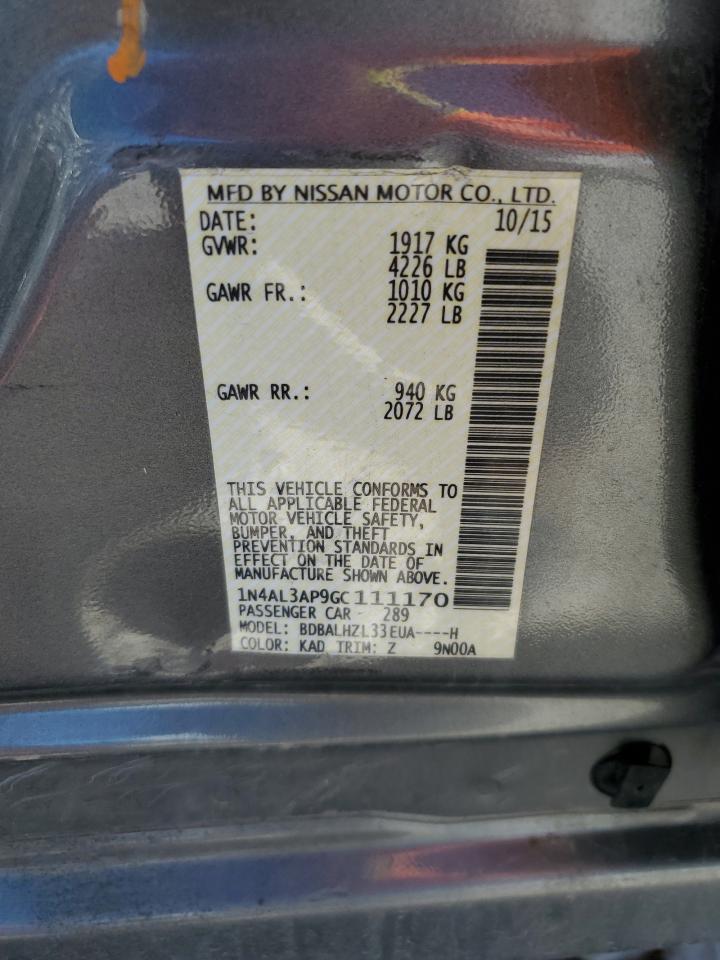 MFD BY NISSAN MOTOR CO., LTD.
DATE: 10/15
GVWR: 1917 KG
4226 LB
GAWR FR.: 1010 KG
2227 LB
GAWR RR.: 940 KG
2072 LB
THIS VEHICLE CONFORMS TO
ALL APPLICABLE FEDERAL
MOTOR VEHICLE SAFETY,
BUMPER, AND THEFT
PREVENTION STANDARDS IN
EFFECT ON THE DATE OF
MANUFACTURE SHOWN ABOVE.
1N4AL3AP9GC111170
PASSENGER CAR 289
MODEL: BDBALHZL33EUA----H
COLOR: KAD TRIM: Z 9N00A